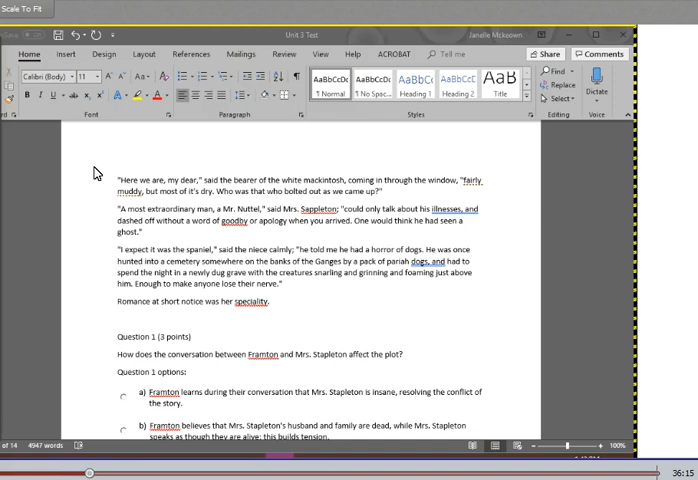 Scale To Fit
Unit 3 Test
Janelle Mckeown
Home Insert Draw Design Layout References Mailings Review View Help ACROBAT Tell me Share Comments
Calibri (Body) 11 A A Aa
AaBbCcDc AaBbCcDc AaBbCc AaBbCcC AaB
Find
Replace
Select
Dictate
B I U ab x₂ x² A A
¶ Normal ¶ No Spac... Heading 1 Heading 2 Title
Font Paragraph Styles Editing Voice
"Here we are, my dear," said the bearer of the white mackintosh, coming in through the window, "fairly
muddy, but most of it's dry. Who was that who bolted out as we came up?"
"A most extraordinary man, a Mr. Nuttel," said Mrs. Sappleton; "could only talk about his illnesses, and
dashed off without a word of goodby or apology when you arrived. One would think he had seen a
ghost."
"I expect it was the spaniel," said the niece calmly; "he told me he had a horror of dogs. He was once
hunted into a cemetery somewhere on the banks of the Ganges by a pack of pariah dogs, and had to
spend the night in a newly dug grave with the creatures snarling and grinning and foaming just above
him. Enough to make anyone lose their nerve."
Romance at short notice was her speciality.
Question 1 (3 points)
How does the conversation between Framton and Mrs. Stapleton affect the plot?
Question 1 options:
a) Framton learns during their conversation that Mrs. Stapleton is insane, resolving the conflict of
the story.
b) Framton believes that Mrs. Stapleton's husband and family are dead, while Mrs. Stapleton
speaks as though they are alive; this builds tension.
of 14 4947 words 100%
36:15